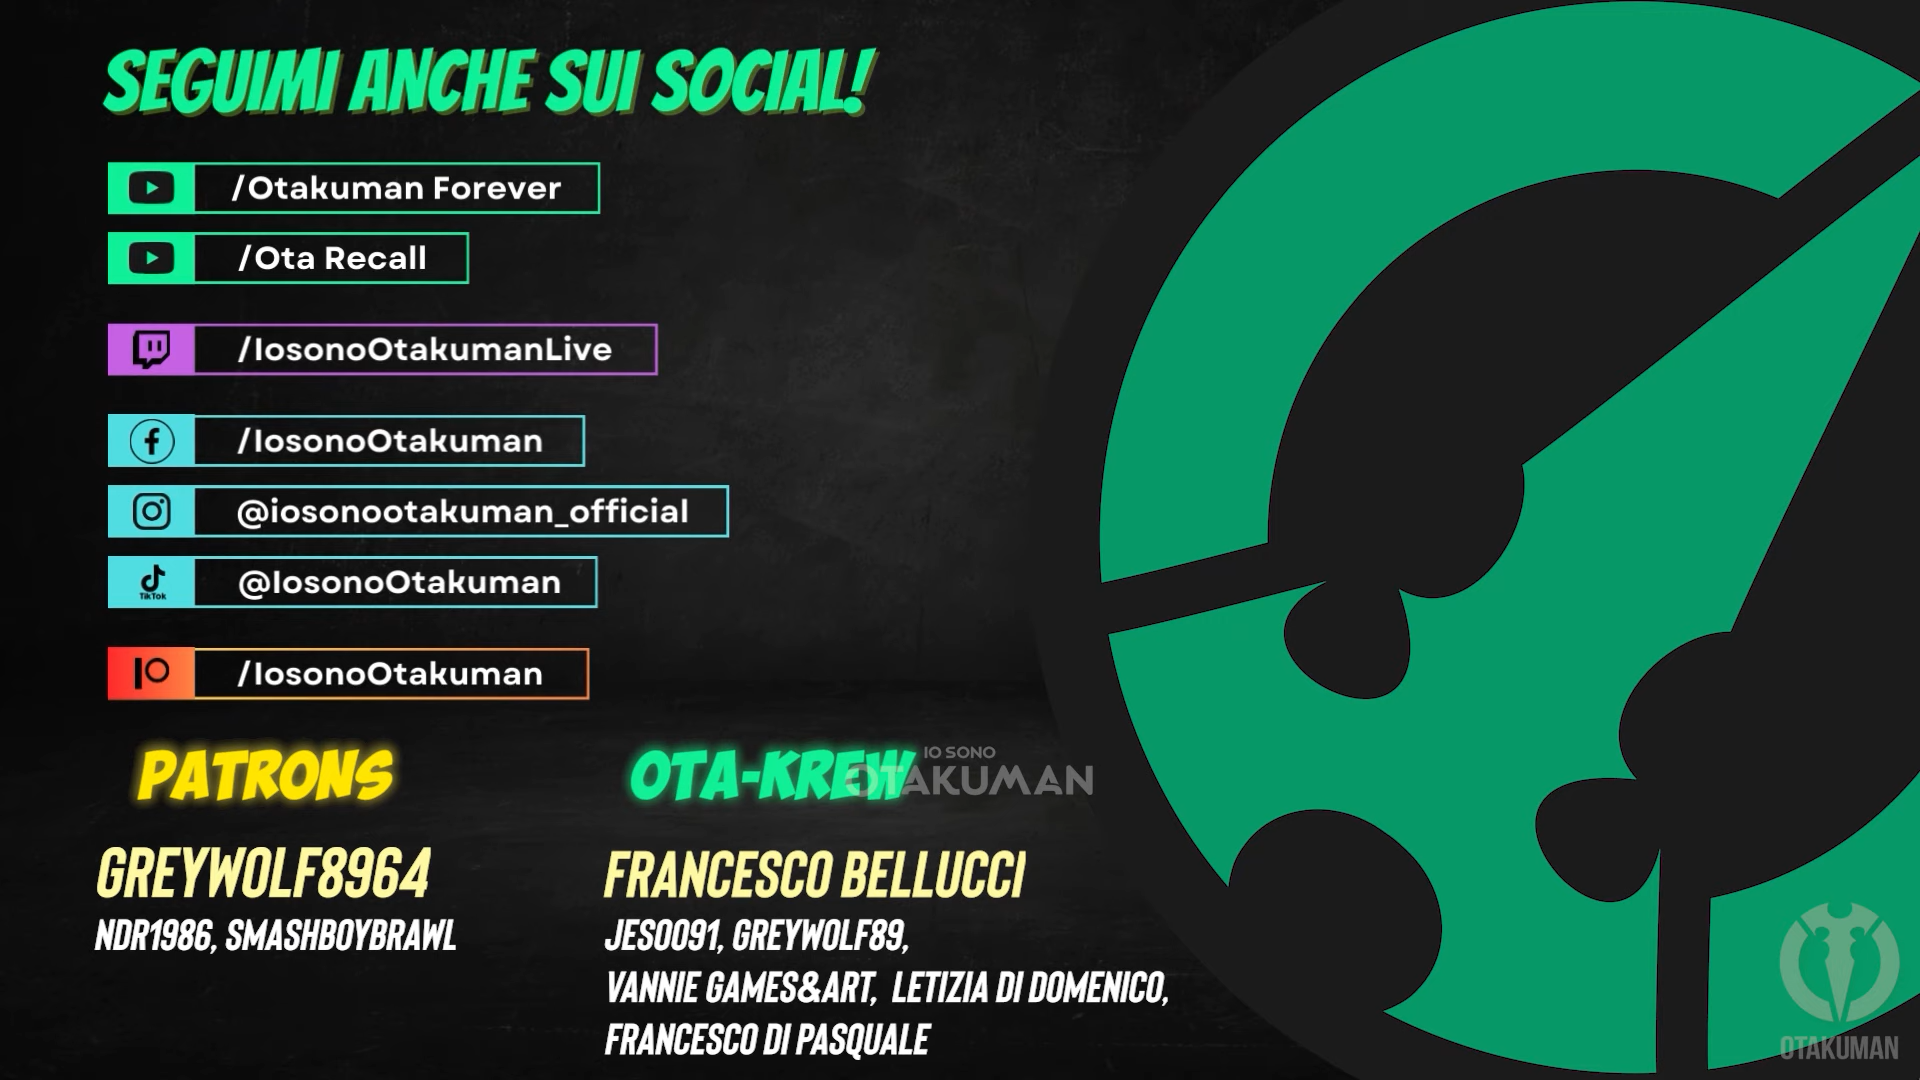 SEGUIMI ANCHE SUI SOCIAL!
/Otakuman Forever
/Ota Recall
/IosonoOtakumanLive
/IosonoOtakuman
@iosonootakuman_official
TikTok
@IosonoOtakuman
/IosonoOtakuman
PATRONS
GREYWOLF8964
NDR1986, SMASHBOYBRAWL
OTA-KREW
IO SONO
OTAKUMAN
FRANCESCO BELLUCCI
JESO091, GREYWOLF89,
VANNIE GAMES&ART, LETIZIA DI DOMENICO,
FRANCESCO DI PASQUALE
OTAKUMAN